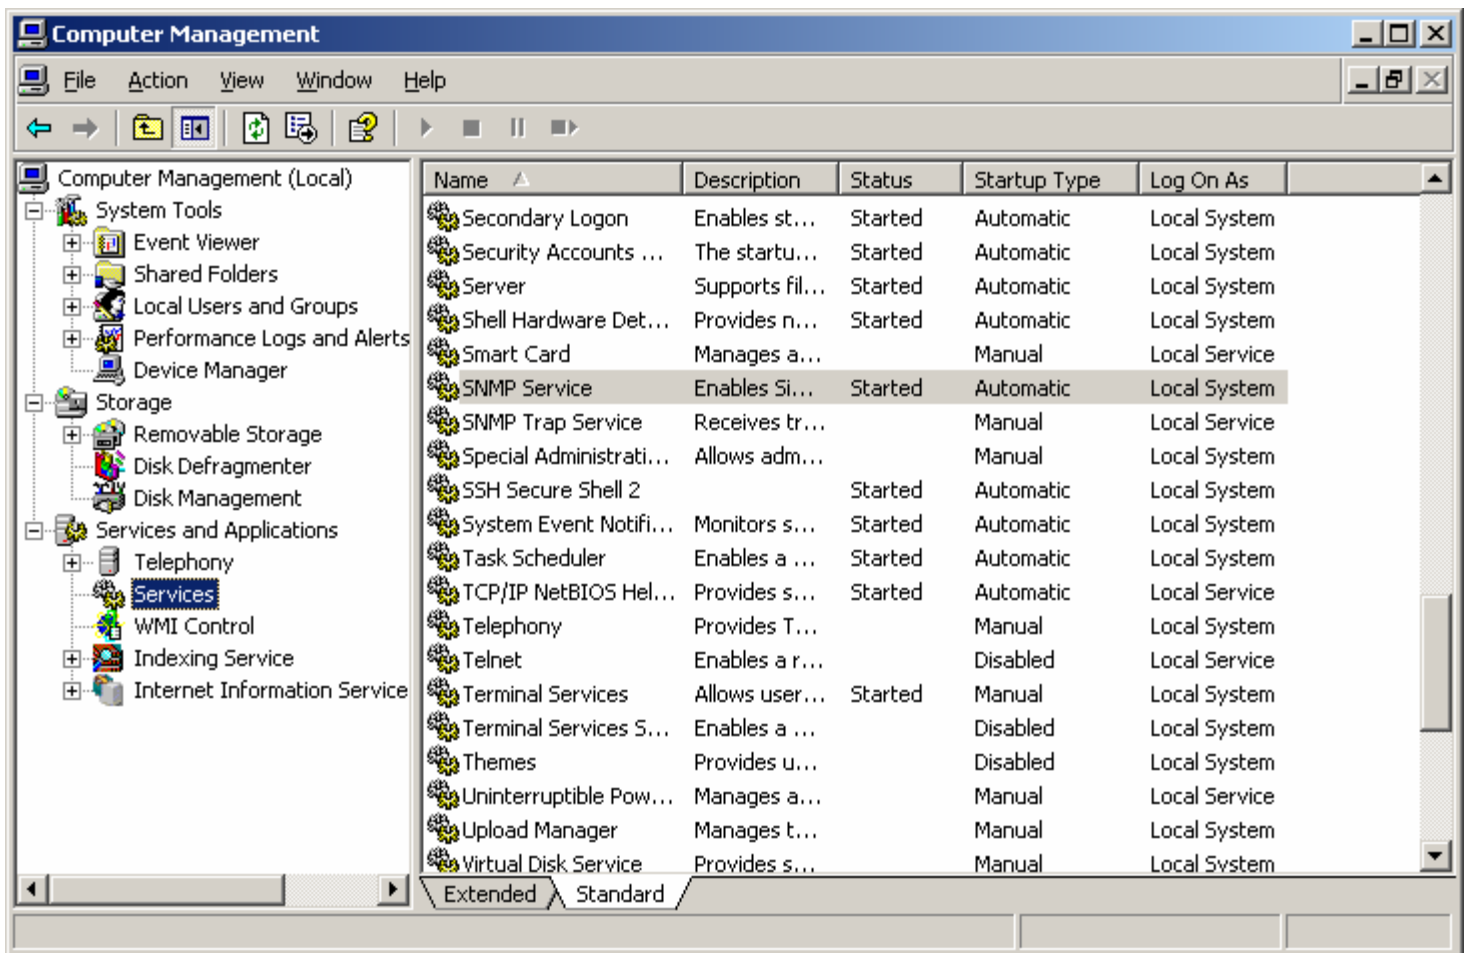 Computer Management
File Action View Window Help
Computer Management (Local)
System Tools
Event Viewer
Shared Folders
Local Users and Groups
Performance Logs and Alerts
Device Manager
Storage
Removable Storage
Disk Defragmenter
Disk Management
Services and Applications
Telephony
Services
WMI Control
Indexing Service
Internet Information Service
Name Description Status Startup Type Log On As
Secondary Logon Enables st... Started Automatic Local System
Security Accounts ... The startu... Started Automatic Local System
Server Supports fil... Started Automatic Local System
Shell Hardware Det... Provides n... Started Automatic Local System
Smart Card Manages a... Manual Local Service
SNMP Service Enables Si... Started Automatic Local System
SNMP Trap Service Receives tr... Manual Local Service
Special Administrati... Allows adm... Manual Local System
SSH Secure Shell 2 Started Automatic Local System
System Event Notifi... Monitors s... Started Automatic Local System
Task Scheduler Enables a ... Started Automatic Local System
TCP/IP NetBIOS Hel... Provides s... Started Automatic Local Service
Telephony Provides T... Manual Local System
Telnet Enables a r... Disabled Local Service
Terminal Services Allows user... Started Manual Local System
Terminal Services S... Enables a ... Disabled Local System
Themes Provides u... Disabled Local System
Uninterruptible Pow... Manages a... Manual Local Service
Upload Manager Manages t... Manual Local System
Virtual Disk Service Provides s... Manual Local System
Extended Standard